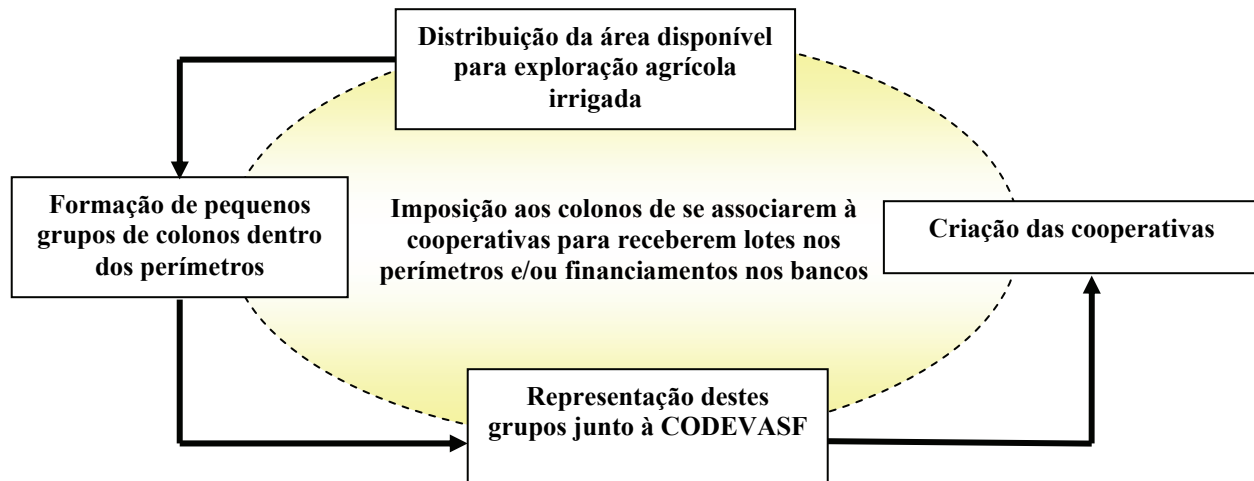 Distribuição da área disponível
para exploração agrícola
irrigada
Formação de pequenos
grupos de colonos dentro
dos perímetros
Imposição aos colonos de se associarem à
cooperativas para receberem lotes nos
perímetros e/ou financiamentos nos bancos
Criação das cooperativas
Representação destes
grupos junto à CODEVASF